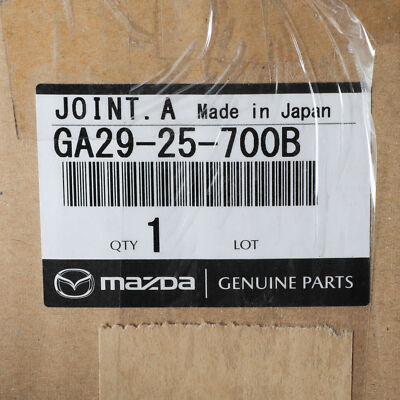 JOINT.A Made in Japan
GA29-25-700B
QTY 1 LOT
mazda GENUINE PARTS